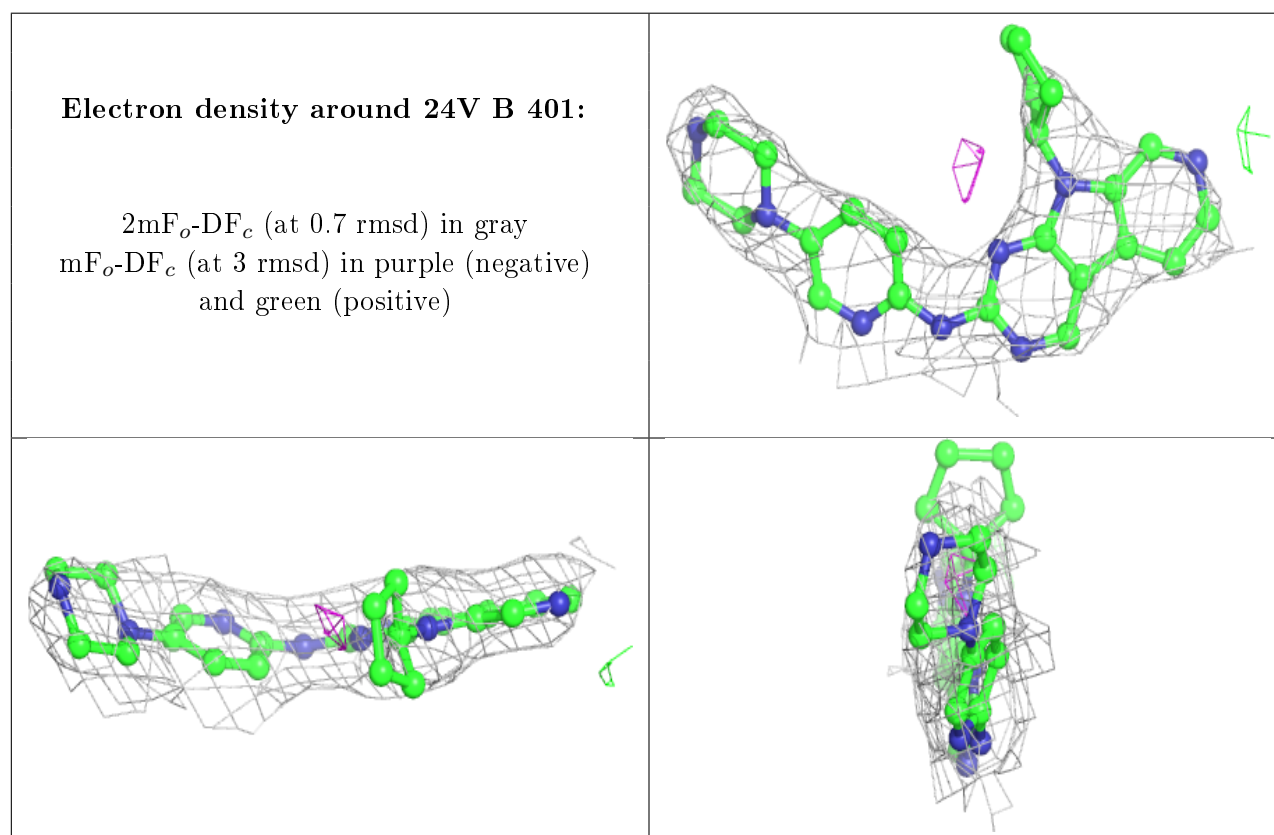 Electron density around 24V B 401:
2mFo-DFc (at 0.7 rmsd) in gray
mFo-DFc (at 3 rmsd) in purple (negative)
and green (positive)